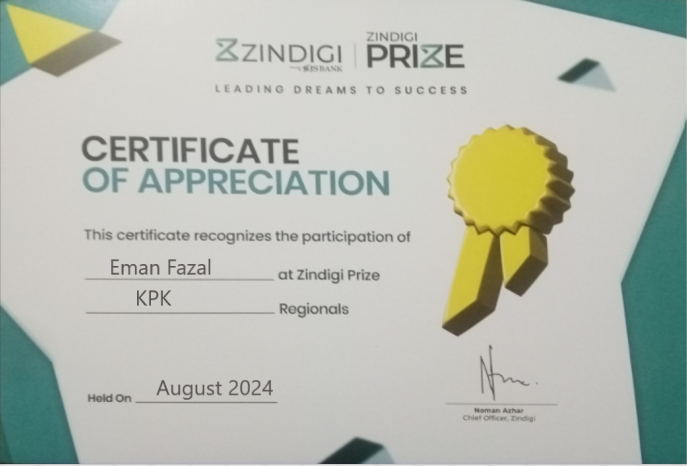 ZINDIGI
by JS BANK
ZINDIGI
PRIZE
LEADING DREAMS TO SUCCESS
CERTIFICATE
OF APPRECIATION
This certificate recognizes the participation of
Eman Fazal at Zindigi Prize
KPK Regionals
Held On August 2024
Noman Azhar
Chief Officer, Zindigi